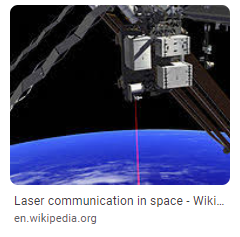 Laser communication in space - Wiki...
en.wikipedia.org